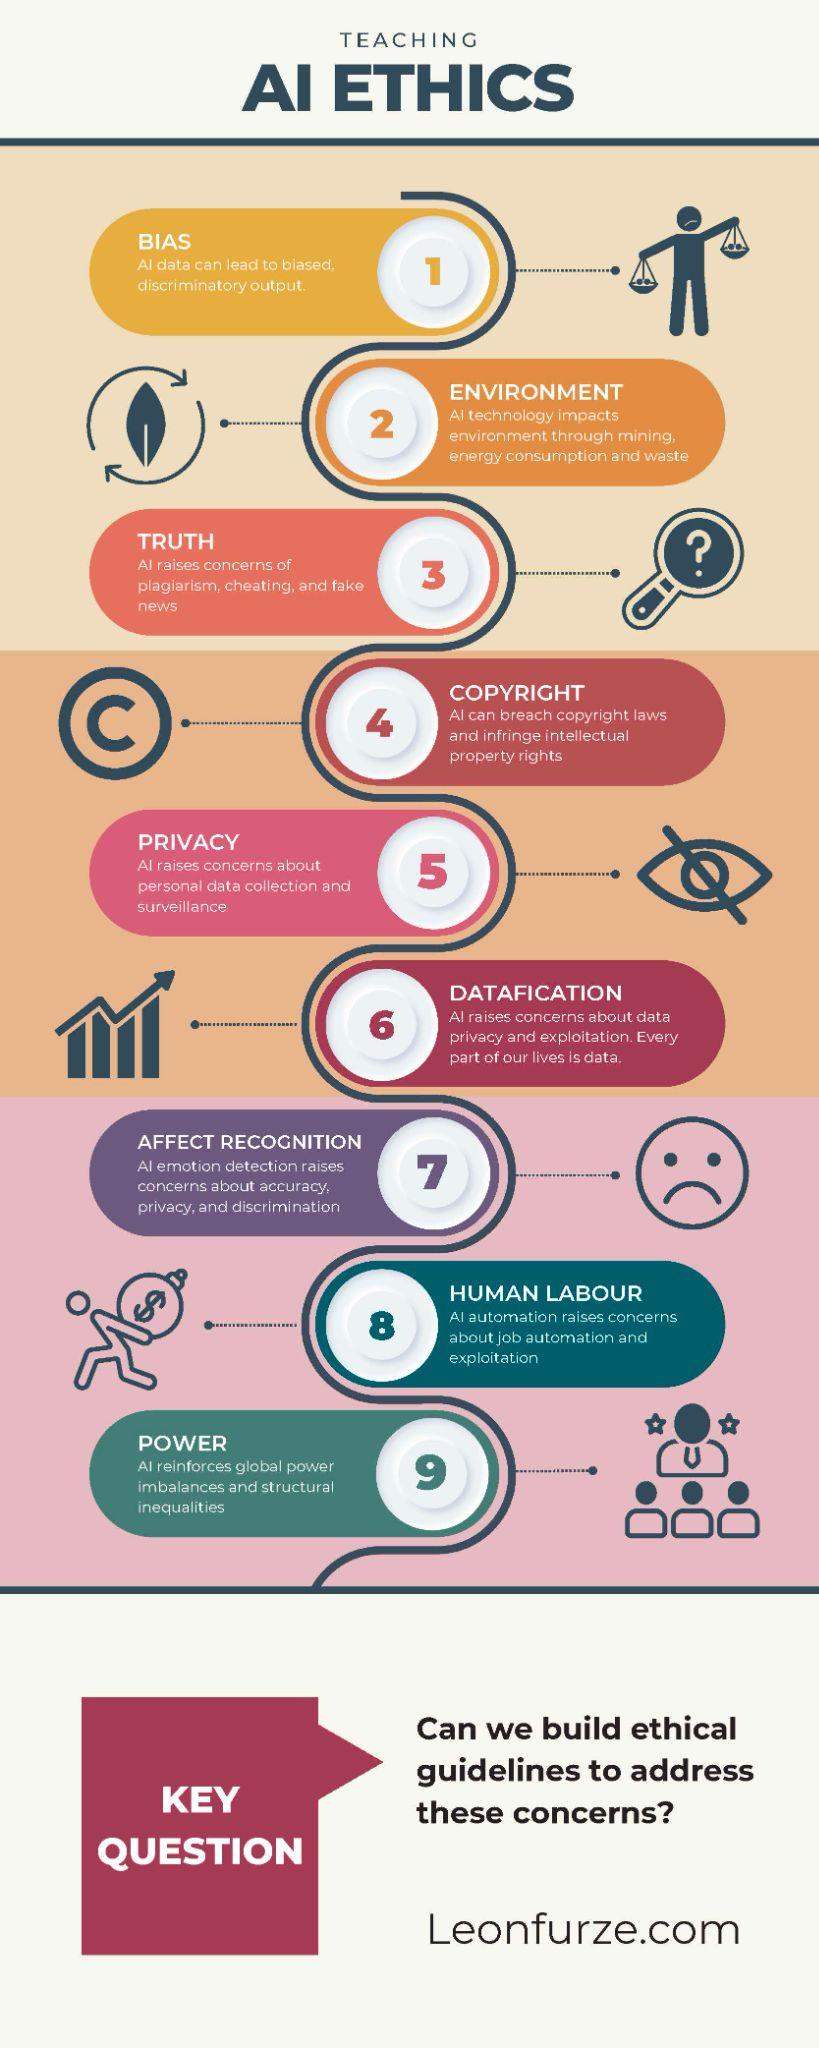 TEACHING
AI ETHICS
BIAS
AI data can lead to biased,
discriminatory output.
1
2
ENVIRONMENT
AI technology impacts
environment through mining,
energy consumption and waste
TRUTH
AI raises concerns of
plagiarism, cheating, and fake
news
3
?
C
4
COPYRIGHT
AI can breach copyright laws
and infringe intellectual
property rights
PRIVACY
AI raises concerns about
personal data collection and
surveillance
5
6
DATAFICATION
AI raises concerns about data
privacy and exploitation. Every
part of our lives is data.
AFFECT RECOGNITION
AI emotion detection raises
concerns about accuracy,
privacy, and discrimination
7
$
8
HUMAN LABOUR
AI automation raises concerns
about job automation and
exploitation
POWER
AI reinforces global power
imbalances and structural
inequalities
9
KEY
QUESTION
Can we build ethical
guidelines to address
these concerns?
Leonfurze.com